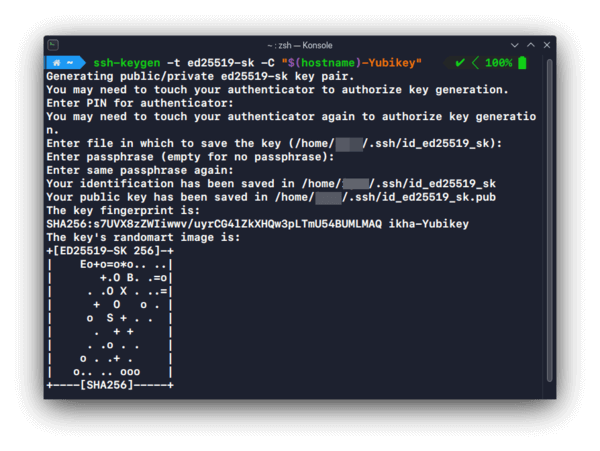 ~ : zsh — Konsole
~ ssh-keygen -t ed25519-sk -C "$(hostname)-Yubikey" ✔ 100%
Generating public/private ed25519-sk key pair.
You may need to touch your authenticator to authorize key generation.
Enter PIN for authenticator:
You may need to touch your authenticator again to authorize key generatio
n.
Enter file in which to save the key (/home/ /.ssh/id_ed25519_sk):
Enter passphrase (empty for no passphrase):
Enter same passphrase again:
Your identification has been saved in /home/ /.ssh/id_ed25519_sk
Your public key has been saved in /home/ /.ssh/id_ed25519_sk.pub
The key fingerprint is:
SHA256:s7UVX8zZWIiwwv/uyrCG4lZkXHQw3pLTmU54BUMLMAQ ikha-Yubikey
The key's randomart image is:
+[ED25519-SK 256]-+
|    Eo+o=o*o.. ..|
|       +.O B. .=o|
|     . .O X . ..=|
|      +  O   o . |
|     o  S + . .  |
|      .  + +     |
|     . .o . .    |
|    o . .+ .     |
|   o.. .. ooo    |
+----[SHA256]-----+